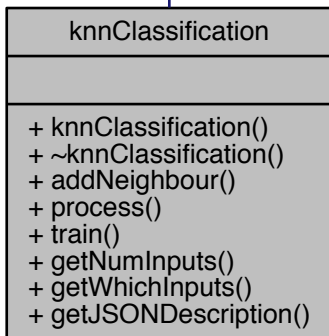 knnClassification
+ knnClassification()
+ ~knnClassification()
+ addNeighbour()
+ process()
+ train()
+ getNumInputs()
+ getWhichInputs()
+ getJSONDescription()